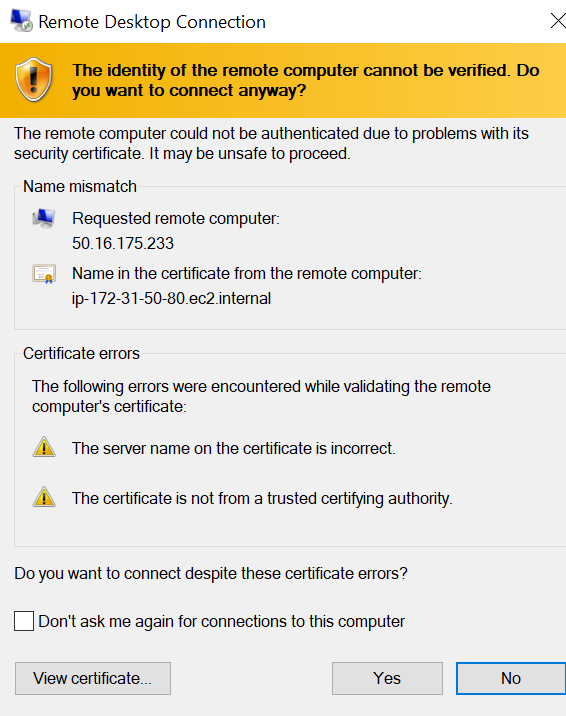 Remote Desktop Connection
The identity of the remote computer cannot be verified. Do
you want to connect anyway?
The remote computer could not be authenticated due to problems with its
security certificate. It may be unsafe to proceed.
Name mismatch
Requested remote computer:
50.16.175.233
Name in the certificate from the remote computer:
ip-172-31-50-80.ec2.internal
Certificate errors
The following errors were encountered while validating the remote
computer's certificate:
The server name on the certificate is incorrect.
The certificate is not from a trusted certifying authority.
Do you want to connect despite these certificate errors?
Don't ask me again for connections to this computer
View certificate...
Yes
No